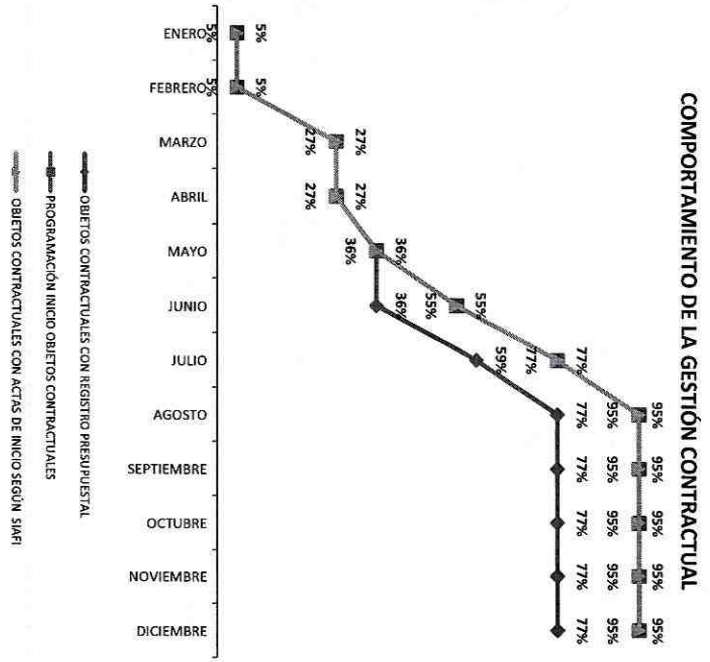 COMPORTAMIENTO DE LA GESTIÓN CONTRACTUAL
ENERO 5% 5%
FEBRERO 5% 5%
MARZO 27% 27%
ABRIL 27% 27%
MAYO 36% 36%
JUNIO 36% 55% 55%
JULIO 59% 77% 77%
AGOSTO 77% 95% 95%
SEPTIEMBRE 77% 95% 95%
OCTUBRE 77% 95% 95%
NOVIEMBRE 77% 95% 95%
DICIEMBRE 77% 95% 95%
OBJETOS CONTRACTUALES CON REGISTRO PRESUPUESTAL
PROGRAMACIÓN INICIO OBJETOS CONTRACTUALES
OBJETOS CONTRACTUALES CON ACTAS DE INICIO SEGÚN SIAFI